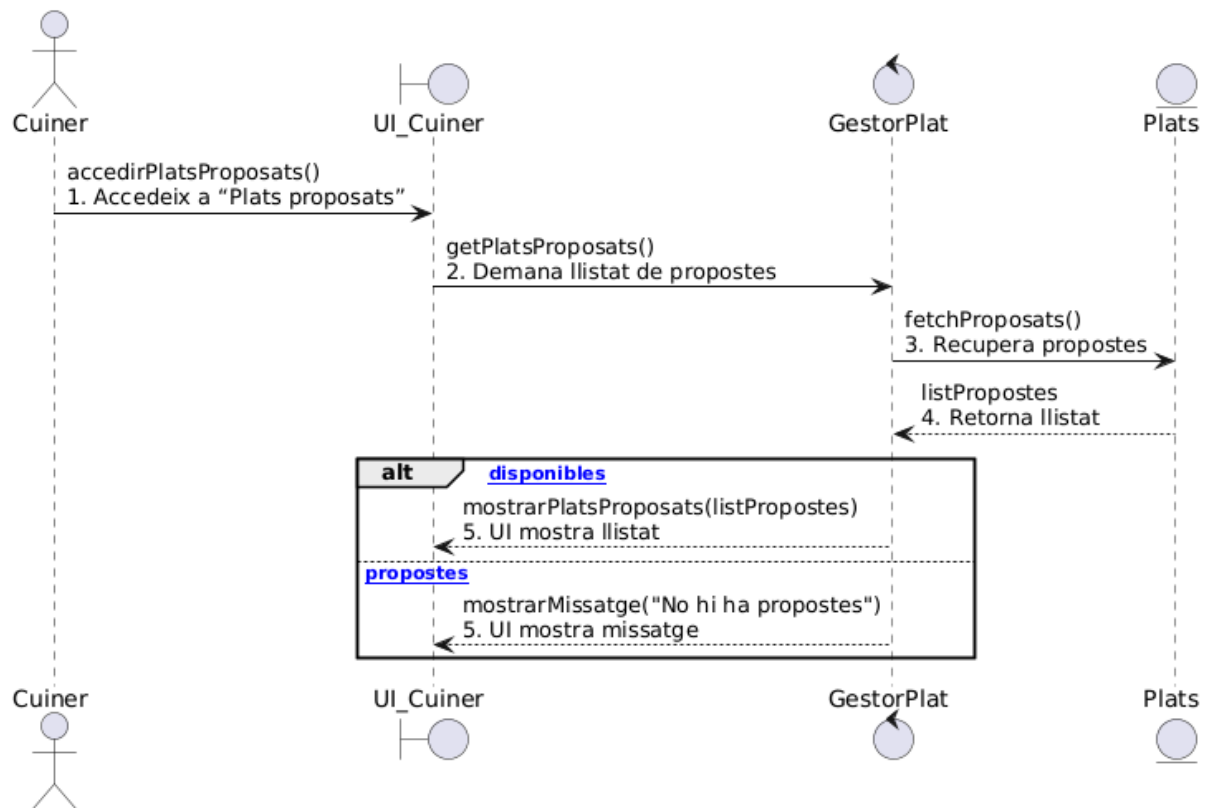 Cuiner
UI_Cuiner
GestorPlat
Plats
accedirPlatsProposats()
1. Accedeix a “Plats proposats”
getPlatsProposats()
2. Demana llistat de propostes
fetchProposats()
3. Recupera propostes
listPropostes
4. Retorna llistat
alt
disponibles
mostrarPlatsProposats(listPropostes)
5. UI mostra llistat
propostes
mostrarMissatge("No hi ha propostes")
5. UI mostra missatge
Cuiner
UI_Cuiner
GestorPlat
Plats